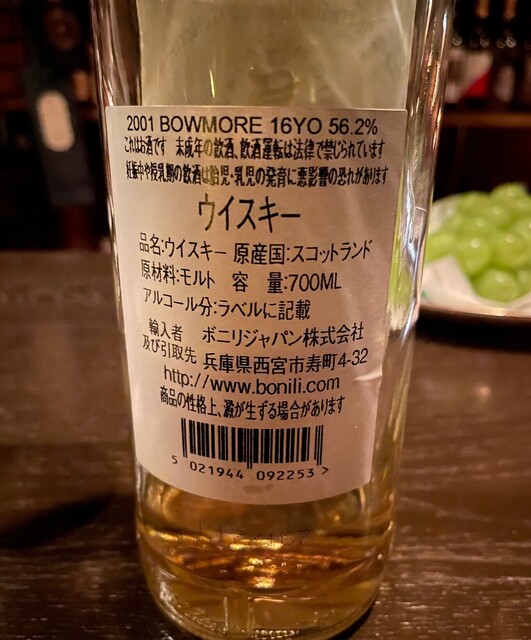 2001 BOWMORE 16YO 56.2%
これはお酒です 未成年の飲酒、飲酒運転は法律で禁じられています
妊娠中や授乳期の飲酒は胎児・乳児の発育に悪影響の恐れがあります
ウイスキー
品名:ウイスキー 原産国:スコットランド
原材料:モルト 容 量:700ML
アルコール分:ラベルに記載
輸入者 ボニリジャパン株式会社
及び引取先 兵庫県西宮市寿町4-32
http://www.bonili.com
商品の性格上、澱が生ずる場合があります
5 021944 092253 >